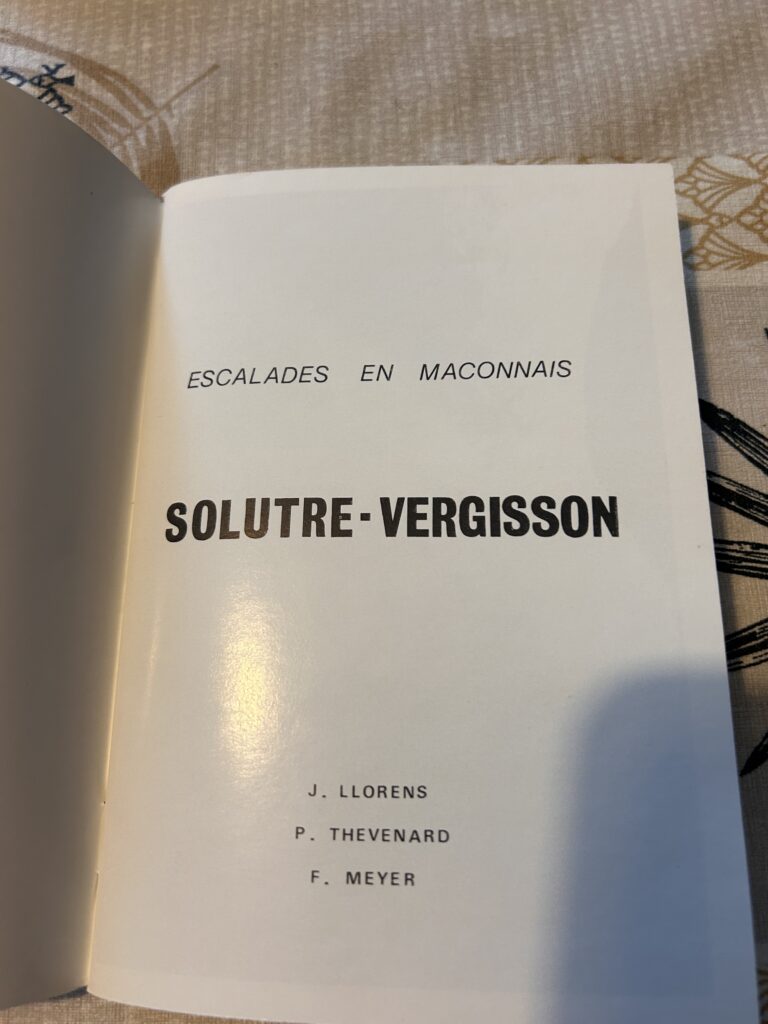 ESCALADES EN MACONNAIS
SOLUTRE-VERGISSON
J. LLORENS
P. THEVENARD
F. MEYER